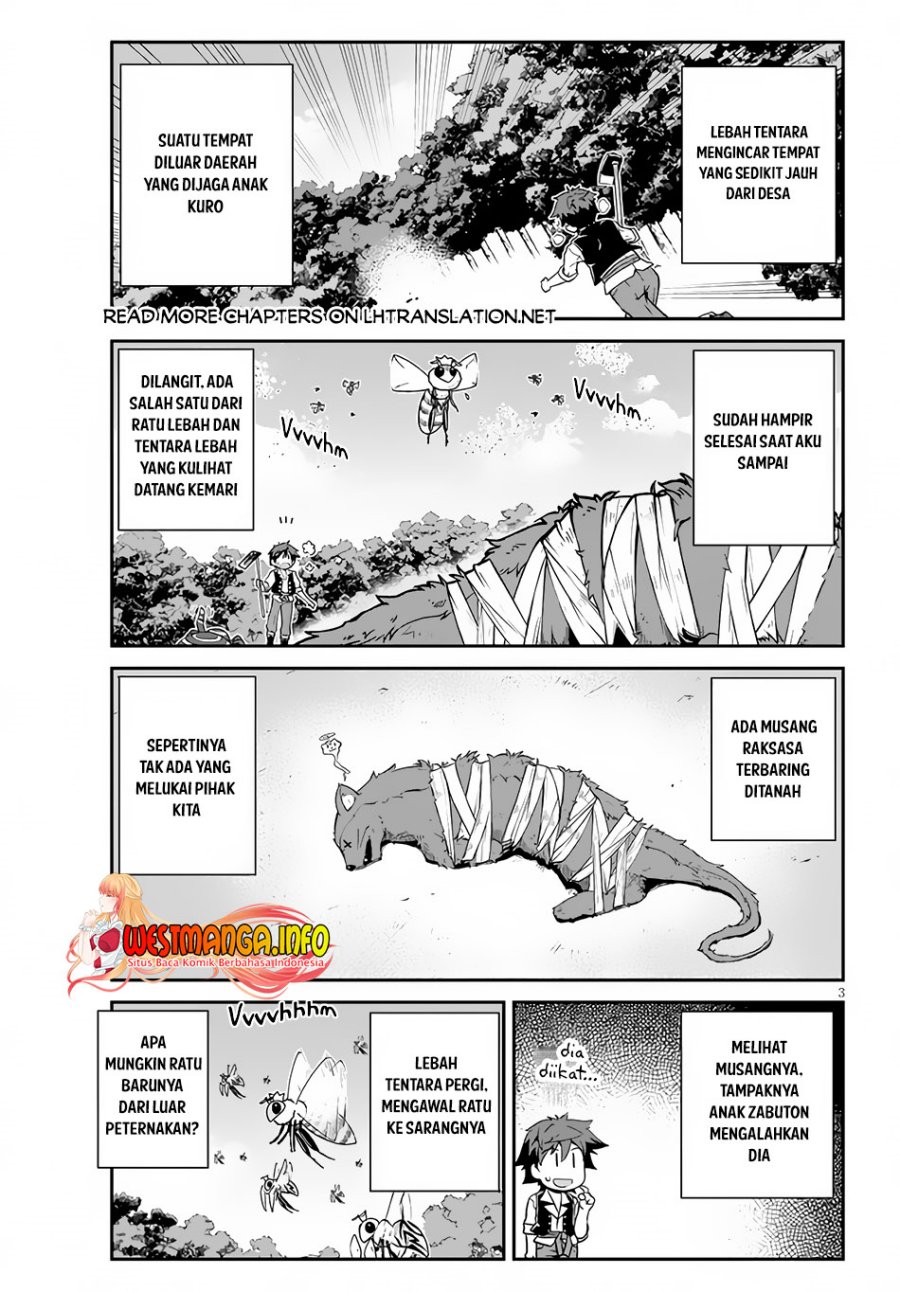 LEBAH TENTARA
MENGINCAR TEMPAT
YANG SEDIKIT JAUH
DARI DESA
SUATU TEMPAT
DILUAR DAERAH
YANG DIJAGA ANAK
KURO
READ MORE CHAPTERS ON LHTRANSLATION.NET
SUDAH HAMPIR
SELESAI SAAT AKU
SAMPAI
Vvvvhm
Vvvvhm
DILANGIT, ADA
SALAH SATU DARI
RATU LEBAH DAN
TENTARA LEBAH
YANG KULIHAT
DATANG KEMARI
ADA MUSANG
RAKSASA
TERBARING
DITANAH
SEPERTINYA
TAK ADA YANG
MELUKAI PIHAK
KITA
WESTMANGA.INFO
Situs Baca Komik Berbahasa Indonesia
3
MELIHAT
MUSANGNYA,
TAMPAKNYA
ANAK ZABUTON
MENGALAHKAN
DIA
dia
diikat...
LEBAH
TENTARA PERGI,
MENGAWAL RATU
KE SARANGNYA
Vvvvhhhm
APA
MUNGKIN RATU
BARUNYA
DARI LUAR
PETERNAKAN?